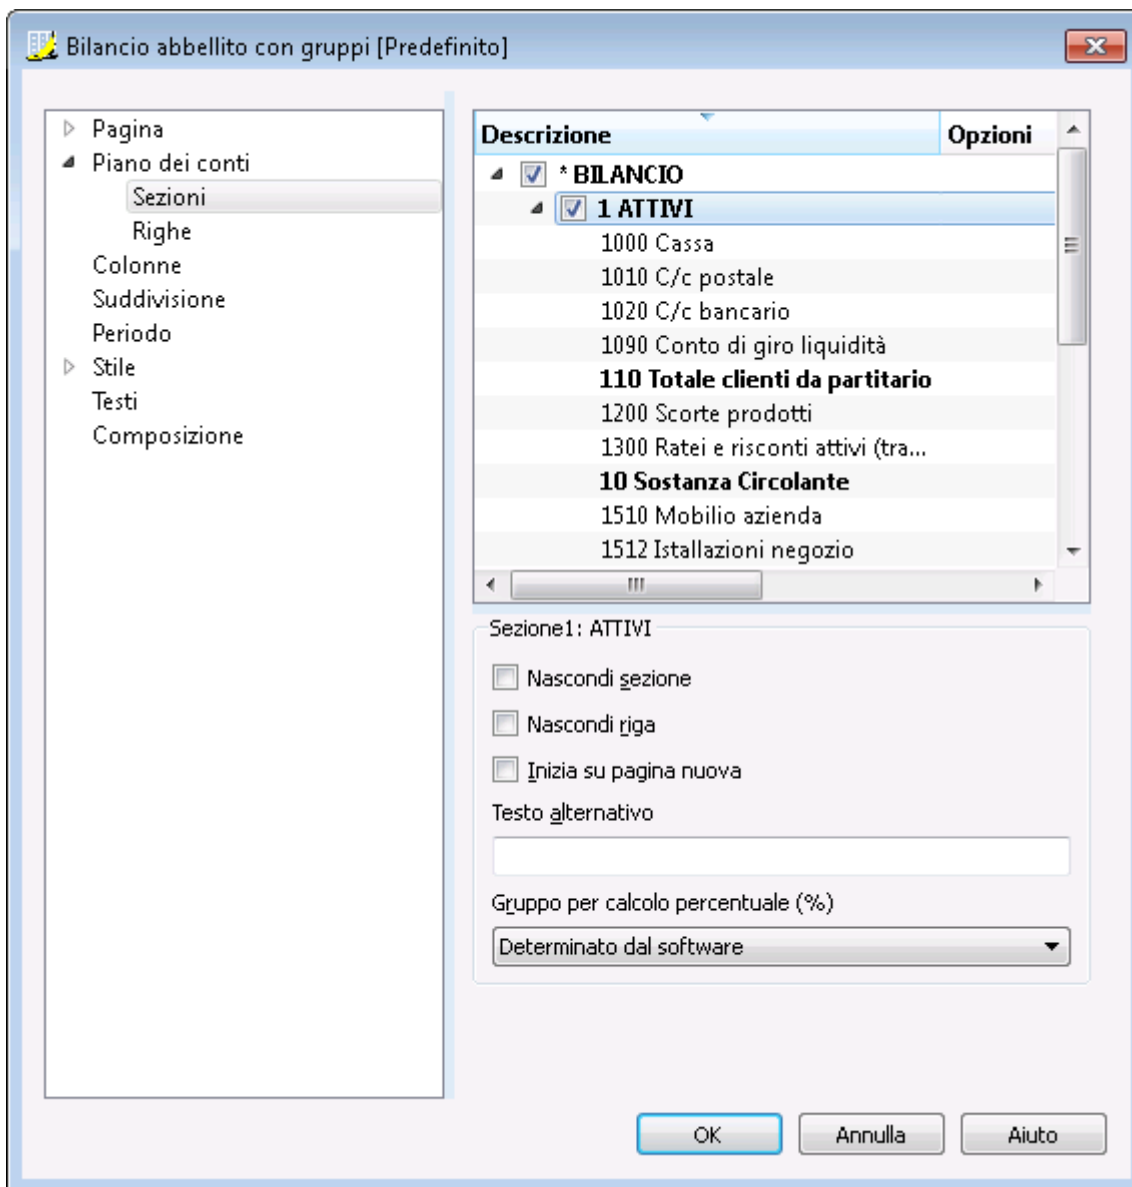 Bilancio abbellito con gruppi [Predefinito]
Pagina
Piano dei conti
Sezioni
Righe
Colonne
Suddivisione
Periodo
Stile
Testi
Composizione
Descrizione Opzioni
* BILANCIO
1 ATTIVI
1000 Cassa
1010 C/c postale
1020 C/c bancario
1090 Conto di giro liquidità
110 Totale clienti da partitario
1200 Scorte prodotti
1300 Ratei e risconti attivi (tra...
10 Sostanza Circolante
1510 Mobilio azienda
1512 Istallazioni negozio
Sezione1: ATTIVI
Nascondi sezione
Nascondi riga
Inizia su pagina nuova
Testo alternativo
Gruppo per calcolo percentuale (%)
Determinato dal software
OK Annulla Aiuto